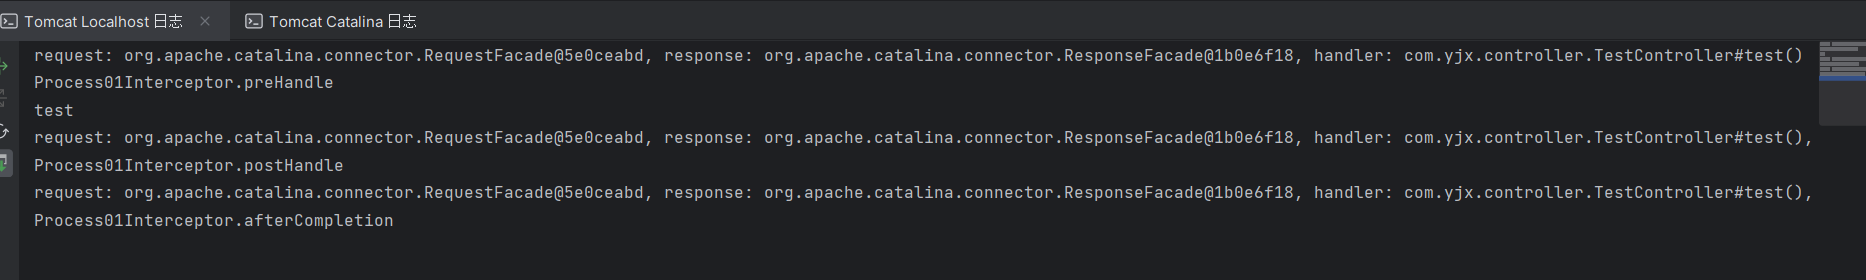 Tomcat Localhost 日志
Tomcat Catalina 日志
request: org.apache.catalina.connector.RequestFacade@5e0ceabd, response: org.apache.catalina.connector.ResponseFacade@1b0e6f18, handler: com.yjx.controller.TestController#test()
Process01Interceptor.preHandle
test
request: org.apache.catalina.connector.RequestFacade@5e0ceabd, response: org.apache.catalina.connector.ResponseFacade@1b0e6f18, handler: com.yjx.controller.TestController#test(),
Process01Interceptor.postHandle
request: org.apache.catalina.connector.RequestFacade@5e0ceabd, response: org.apache.catalina.connector.ResponseFacade@1b0e6f18, handler: com.yjx.controller.TestController#test(),
Process01Interceptor.afterCompletion